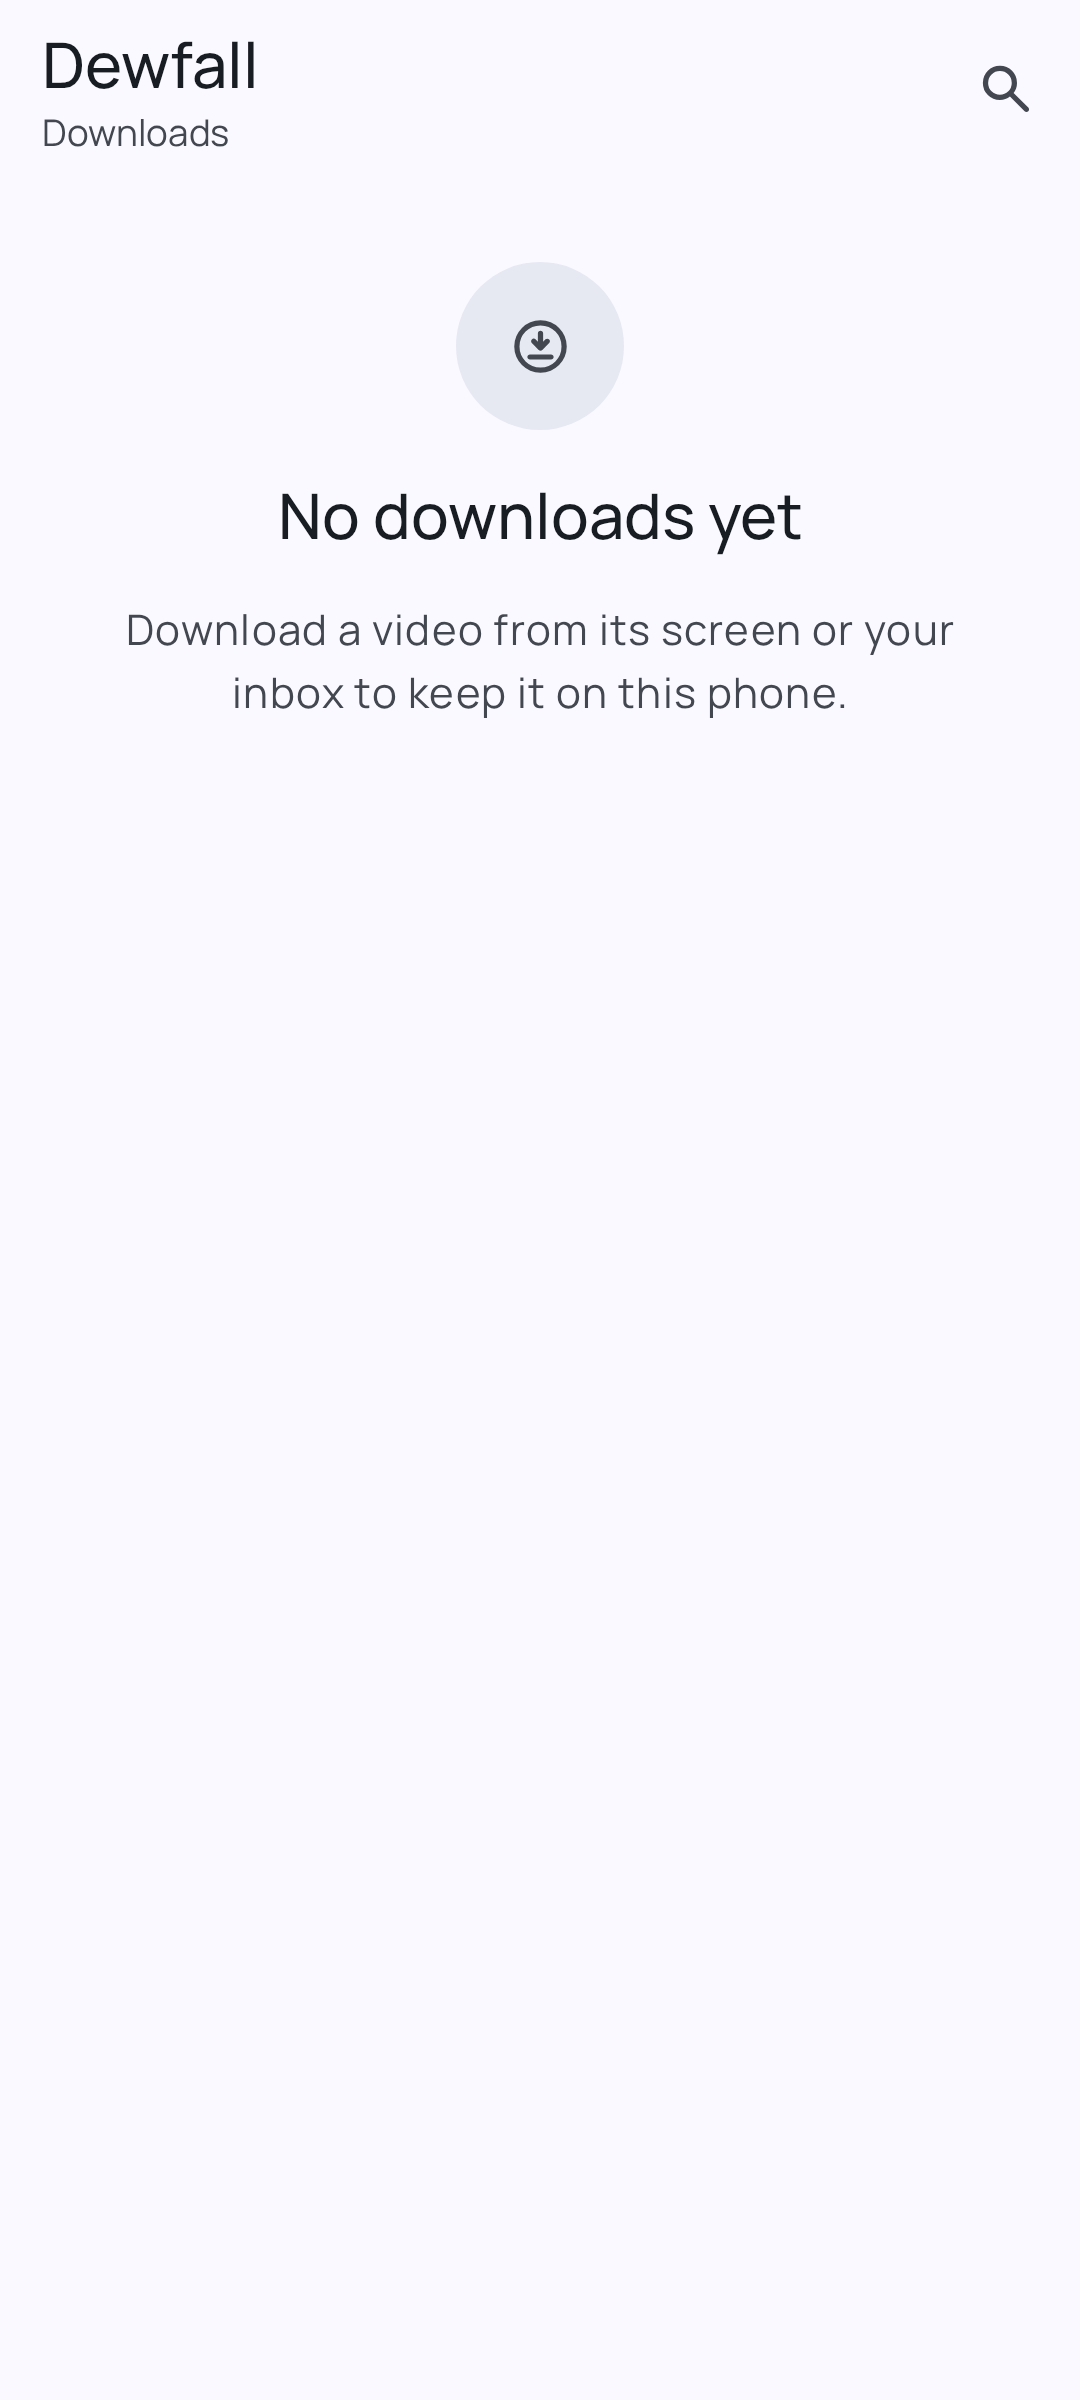 Dewfall
Downloads
No downloads yet
Download a video from its screen or your
inbox to keep it on this phone.